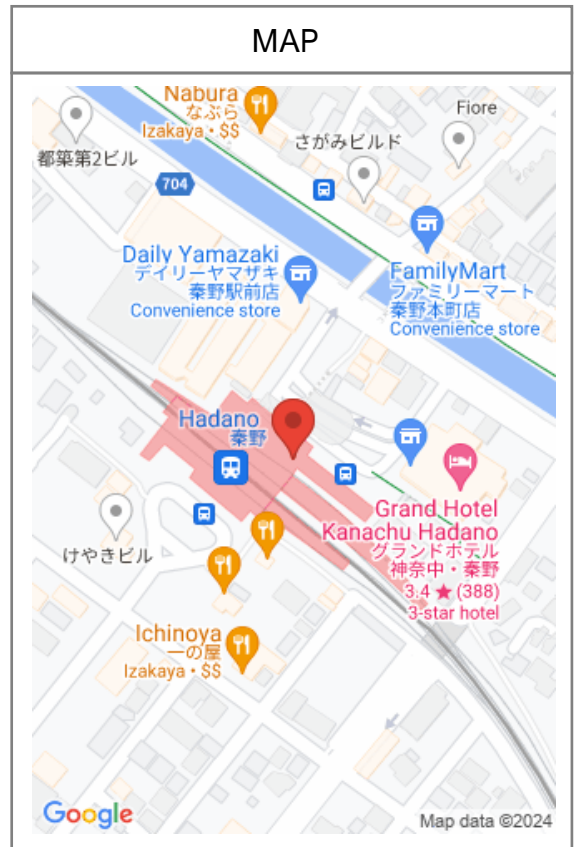 MAP
Nabura
なぶら
Izakaya・$$
Fiore
都築第2ビル
さがみビルド
704
Daily Yamazaki
デイリーヤマザキ
秦野駅前店
Convenience store
FamilyMart
ファミリーマート
秦野本町店
Convenience store
Hadano
秦野
Grand Hotel
Kanachu Hadano
グランドホテル
神奈中・秦野
3.4 ★ (388)
3-star hotel
けやきビル
Ichinoya
一の屋
Izakaya・$$
Google
Map data ©2024